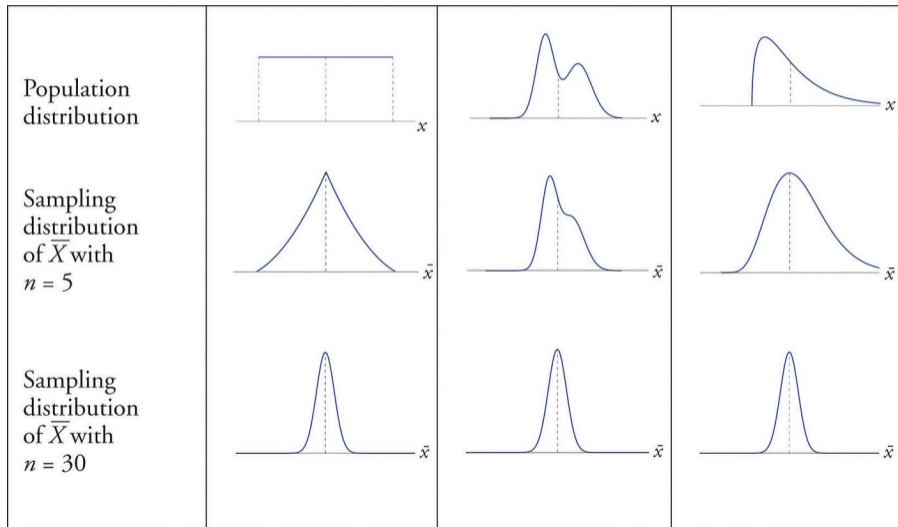 Population
distribution
x
x
x
Sampling
distribution
of X̅ with
n = 5
x̄
x̄
x̄
Sampling
distribution
of X̅ with
n = 30
x̄
x̄
x̄